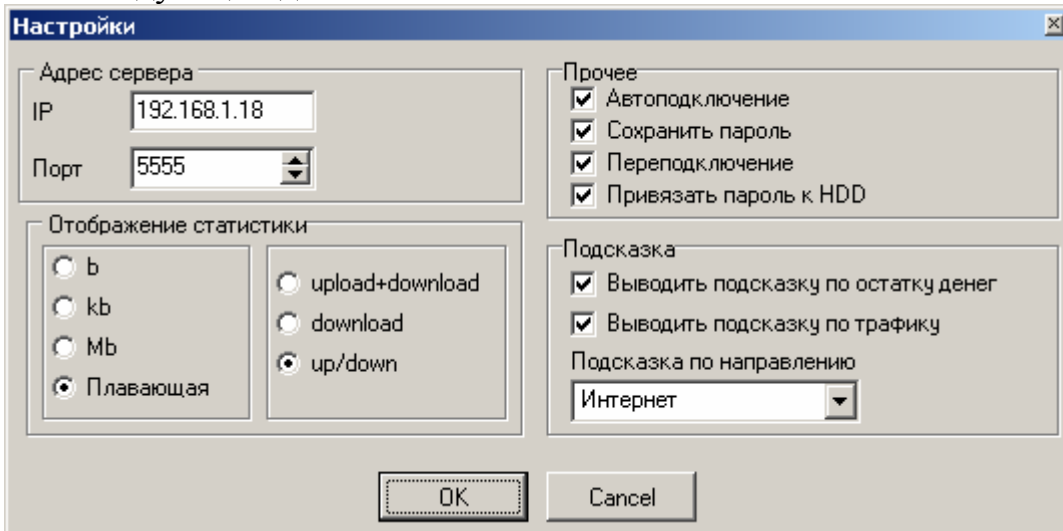 Настройки
Адрес сервера
IP 192.168.1.18
Порт 5555
Отображение статистики
b
kb
Mb
Плавающая
upload+download
download
up/down
Прочее
Автоподключение
Сохранить пароль
Переподключение
Привязать пароль к HDD
Подсказка
Выводить подсказку по остатку денег
Выводить подсказку по трафику
Подсказка по направлению
Интернет
OK Cancel